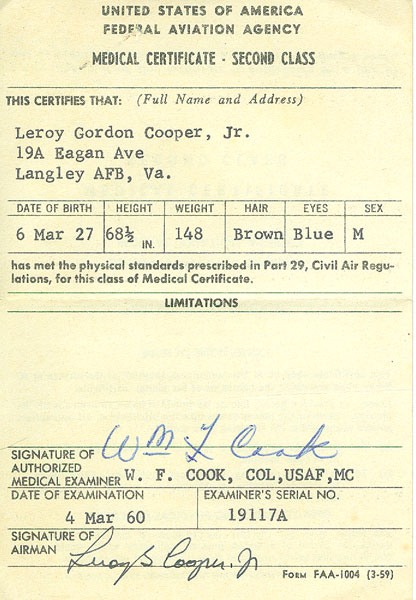 UNITED STATES OF AMERICA
FEDERAL AVIATION AGENCY
MEDICAL CERTIFICATE - SECOND CLASS
THIS CERTIFIES THAT: (Full Name and Address)
Leroy Gordon Cooper, Jr.
19A Eagan Ave
Langley AFB, Va.
DATE OF BIRTH HEIGHT WEIGHT HAIR EYES SEX
6 Mar 27 68½ IN. 148 Brown Blue M
has met the physical standards prescribed in Part 29, Civil Air Regu-
lations, for this class of Medical Certificate.
LIMITATIONS
Wm F Cook
SIGNATURE OF
AUTHORIZED
MEDICAL EXAMINER W. F. COOK, COL,USAF,MC
DATE OF EXAMINATION EXAMINER'S SERIAL NO.
4 Mar 60 19117A
SIGNATURE OF
AIRMAN Leroy G Cooper, Jr
FORM FAA-1004 (3-59)